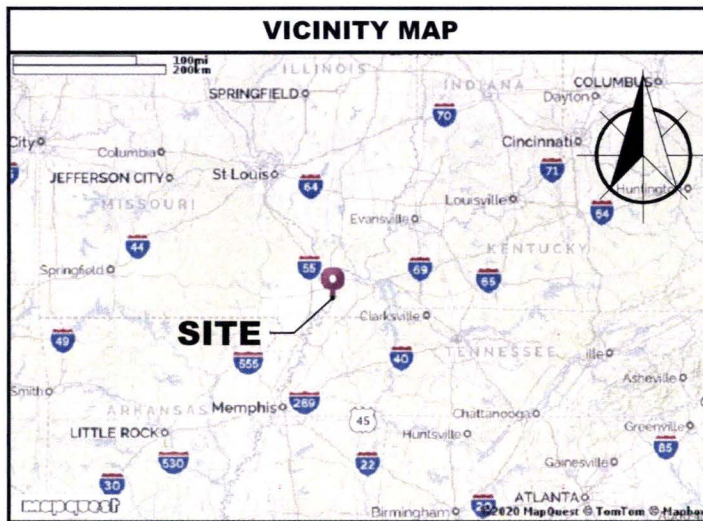 VICINITY MAP
100mi
200km
ILLINOIS
INDIANA
COLUMBUS
SPRINGFIELD
Dayton
70
City
Columbia
Cincinnati
JEFFERSON CITY
St Louis
64
71
Huntington
MISSOURI
Louisville
64
Evansville
44
KENTUCKY
Springfield
55
69
65
SITE
Clarksville
49
555
40
TENNESSEE
ille
Smith
Asheville
ARKANSAS
Memphis
269
45
Chattanooga
Greenville
LITTLE ROCK
Huntsville
85
530
22
Gainesville
30
ATLANTA
mapquest
Birmingham
©2020 MapQuest © TomTom © Mapbox